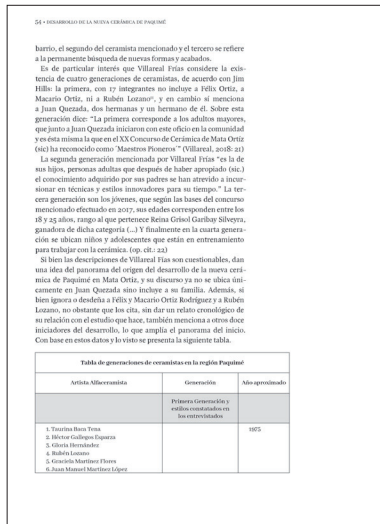 54 • DESARROLLO DE LA NUEVA CERÁMICA DE PAQUIMÉ
barrio, el segundo del ceramista mencionado y el tercero se refiere
a la permanente búsqueda de nuevas formas y acabados.
Es de particular interés que Villareal Frías considere la exis-
tencia de cuatro generaciones de ceramistas, de acuerdo con Jim
Hills: la primera, con 17 integrantes no incluye a Félix Ortiz, a
Macario Ortiz, ni a Rubén Lozano", y en cambio sí menciona
a Juan Quezada, dos hermanas y un hermano de él. Sobre esta
generación dice: "La primera corresponde a los adultos mayores,
que junto a Juan Quezada iniciaron con este oficio en la comunidad
y es ésta misma la que en el XX Concurso de Cerámica de Mata Ortiz
(sic) ha reconocido como 'Maestros Pioneros'" (Villareal, 2018: 21)
La segunda generación mencionada por Villareal Frías "es la de
sus hijos, personas adultas que después de haber apropiado (sic.)
el conocimiento adquirido por sus padres se han atrevido a incur-
sionar en técnicas y estilos innovadores para su tiempo." La ter-
cera generación son los jóvenes, que según las bases del concurso
mencionado efectuado en 2017, sus edades corresponden entre los
18 y 25 años, rango al que pertenece Reina Grisol Garibay Silveyra,
ganadora de dicha categoría (...) Y finalmente en la cuarta genera-
ción se ubican niños y adolescentes que están en entrenamiento
para trabajar con la cerámica. (op. cit.: 22)
Si bien las descripciones de Villareal Fías son cuestionables, dan
una idea del panorama del origen del desarrollo de la nueva cerá-
mica de Paquimé en Mata Ortiz, y su discurso ya no se ubica úni-
camente en Juan Quezada sino incluye a su familia. Además, si
bien ignora o desdeña a Félix y Macario Ortiz Rodríguez y a Rubén
Lozano, no obstante que los cita, sin dar un relato cronológico de
su relación con el estudio que hace, también menciona a otros doce
iniciadores del desarrollo, lo que amplía el panorama del inicio.
Con base en estos datos y lo visto se presenta la siguiente tabla.
Tabla de generaciones de ceramistas en la región Paquimé
Artista Alfaceramista Generación Año aproximado
Primera Generación y
estilos constatados en
los entrevistados
1. Taurina Baca Tena 1975
2. Héctor Gallegos Esparza
3. Gloria Hernández
4. Rubén Lozano
5. Graciela Martínez Flores
6. Juan Manuel Martínez López